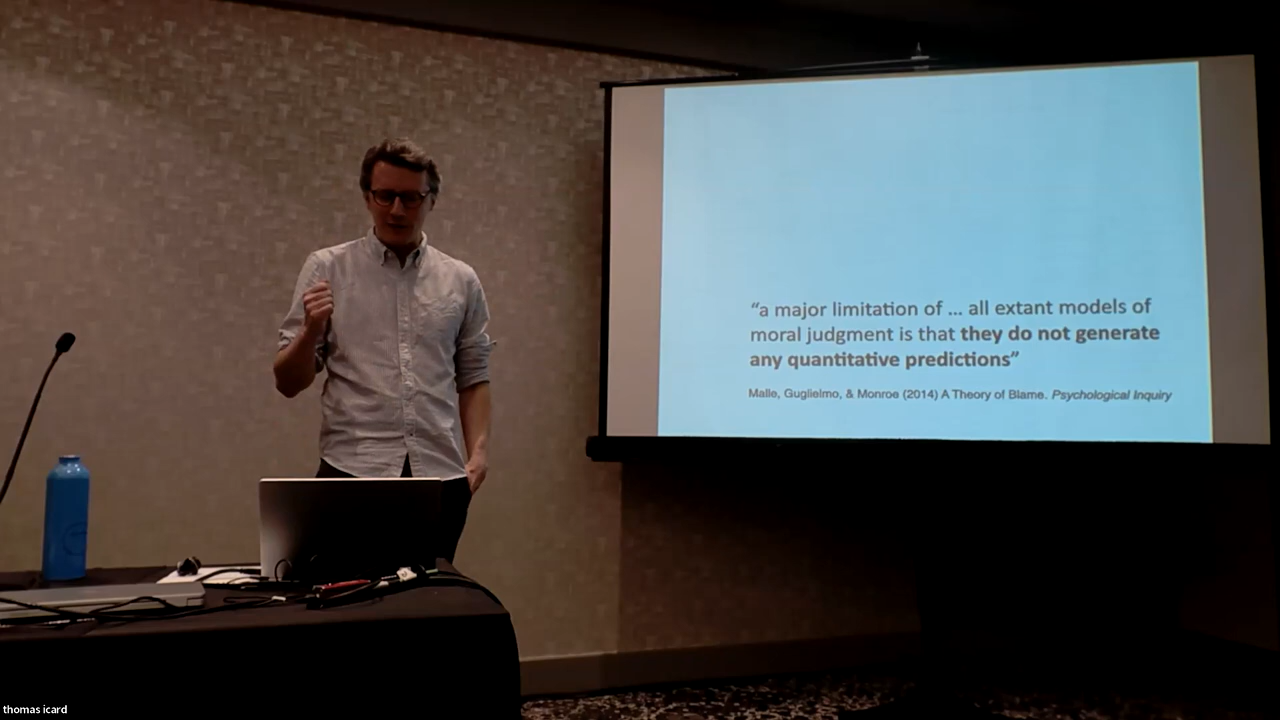 “a major limitation of ... all extant models of
moral judgment is that they do not generate
any quantitative predictions”
Malle, Guglielmo, & Monroe (2014) A Theory of Blame. Psychological Inquiry
thomas icard